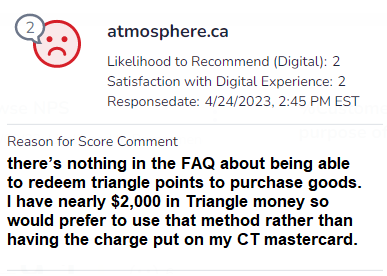 2
atmosphere.ca
Likelihood to Recommend (Digital): 2
Satisfaction with Digital Experience: 2
Responsedate: 4/24/2023, 2:45 PM EST
Reason for Score Comment
there's nothing in the FAQ about being able
to redeem triangle points to purchase goods.
I have nearly $2,000 in Triangle money so
would prefer to use that method rather than
having the charge put on my CT mastercard.